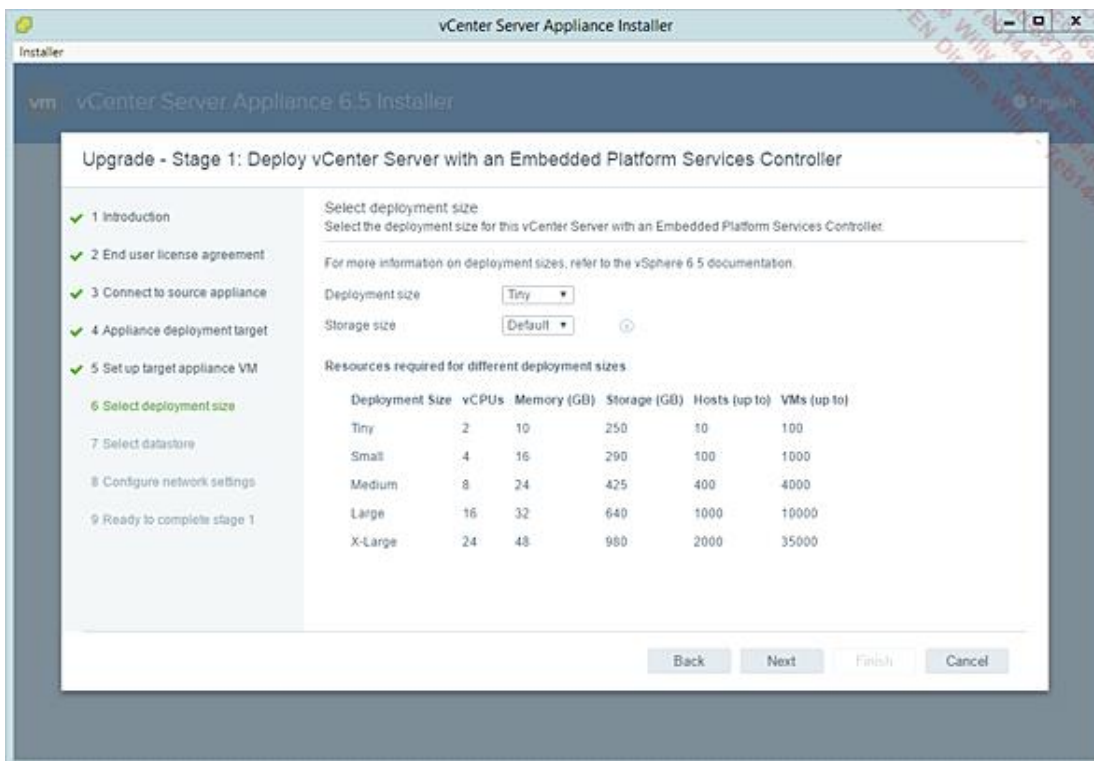 vCenter Server Appliance Installer
Installer
vm vCenter Server Appliance 6.5 Installer
English
Upgrade - Stage 1: Deploy vCenter Server with an Embedded Platform Services Controller
1 Introduction
2 End user license agreement
3 Connect to source appliance
4 Appliance deployment target
5 Set up target appliance VM
6 Select deployment size
7 Select datastore
8 Configure network settings
9 Ready to complete stage 1
Select deployment size
Select the deployment size for this vCenter Server with an Embedded Platform Services Controller.
For more information on deployment sizes, refer to the vSphere 6.5 documentation.
Deployment size Tiny
Storage size Default
Resources required for different deployment sizes
Deployment Size vCPUs Memory (GB) Storage (GB) Hosts (up to) VMs (up to)
Tiny 2 10 250 10 100
Small 4 16 290 100 1000
Medium 8 24 425 400 4000
Large 16 32 640 1000 10000
X-Large 24 48 980 2000 35000
Back Next Finish Cancel